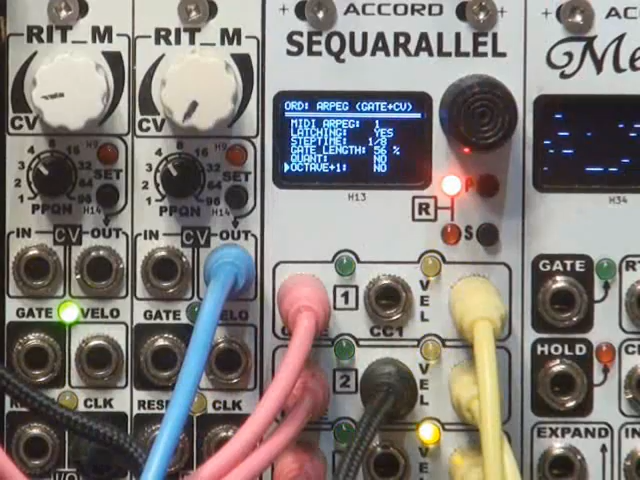 ACCORD
RIT_M
RIT_M
SEQUARALLEL
Me
CV
CV
ORD: ARPEG (GATE+CV)
MIDI ARPEG: 1
LATCHING: YES
STEPTIME: 1/8
GATE LENGTH: 56 %
QUANT: NO
OCTAVE+1: NO
H13
H34
H9
4 8 16 32 64 96
2 1
SET
H14
PPQN
H9
4 8 16 32 64 96
2 1
SET
H14
PPQN
P
R
S
IN CV OUT
IN CV OUT
GATE VELO
GATE VELO
CLK
CLK
1
CC1
VEL
2
VEL
GATE
HOLD
EXPAND